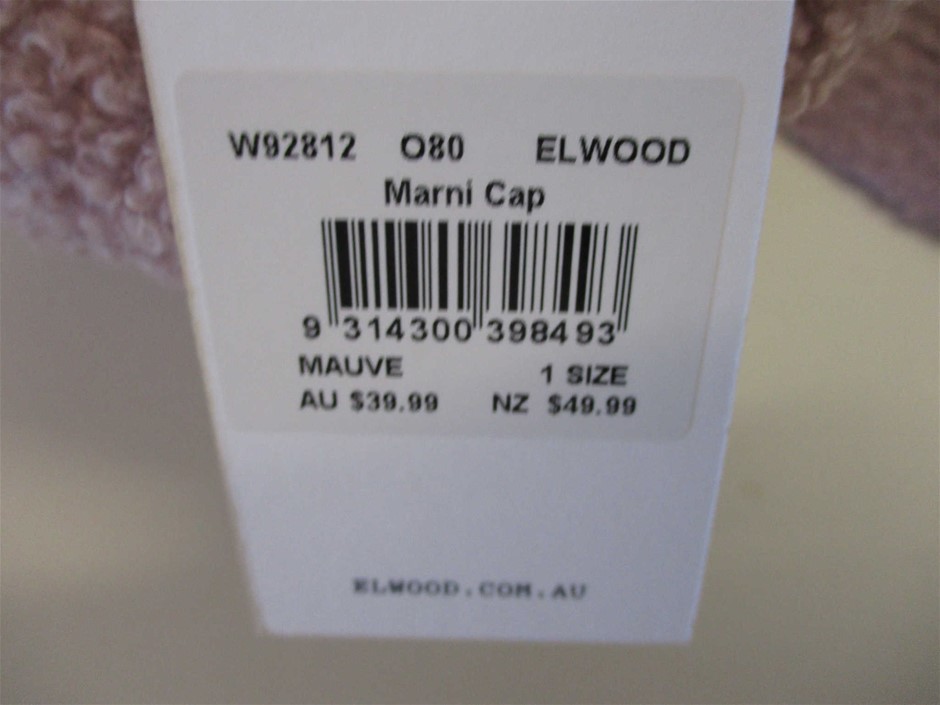 W92812 O80 ELWOOD
Marni Cap
9 314300 398493
MAUVE 1 SIZE
AU $39.99 NZ $49.99
ELWOOD.COM.AU